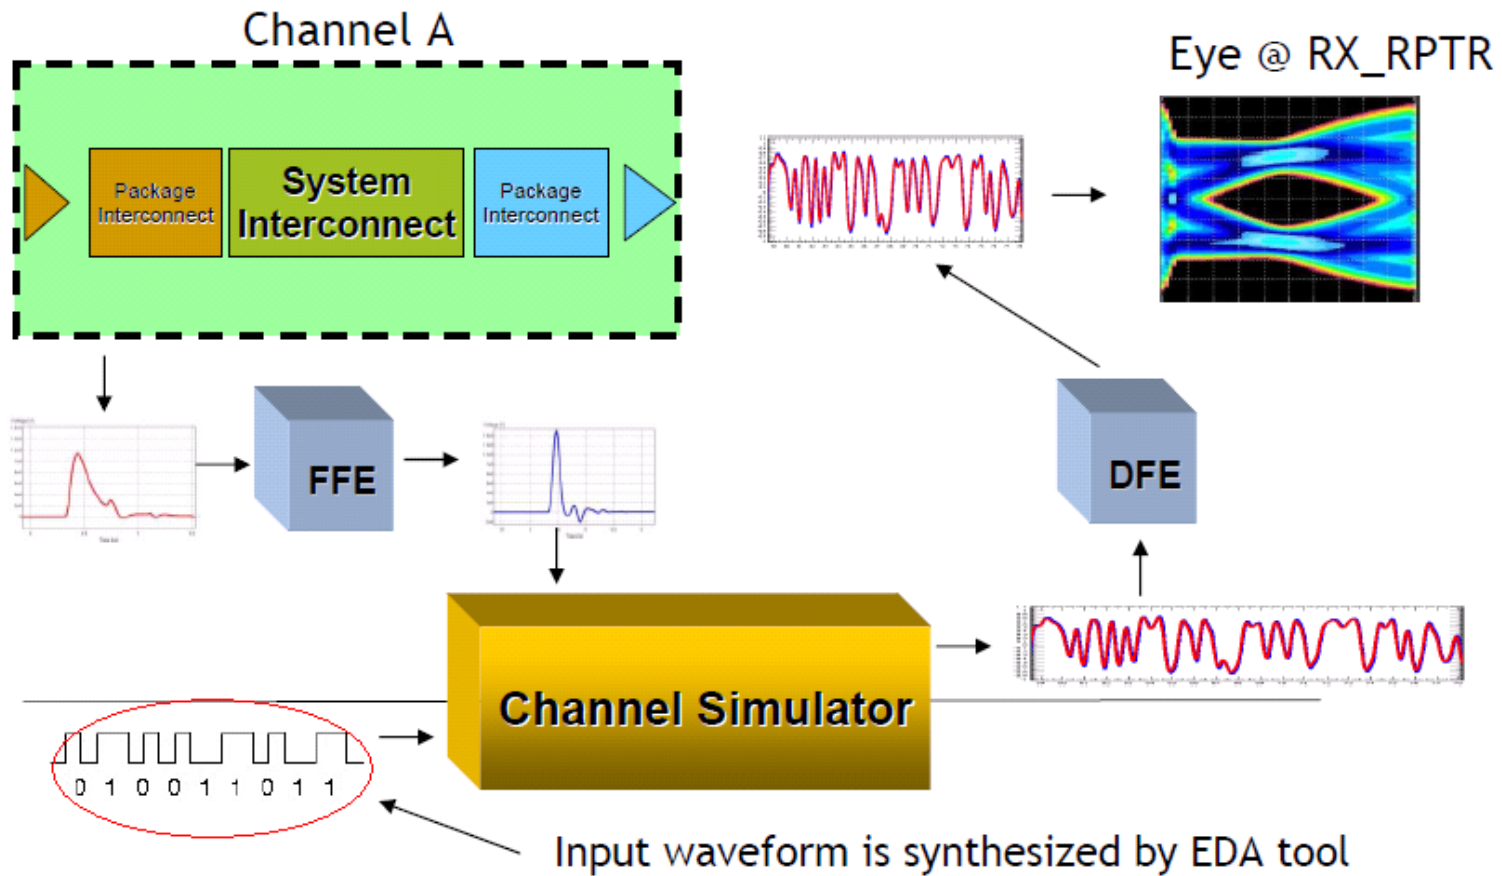 Channel A
Eye @ RX_RPTR
Package
Interconnect
System
Interconnect
Package
Interconnect
FFE
DFE
Channel Simulator
0 1 0 0 1 1 0 1 1
Input waveform is synthesized by EDA tool